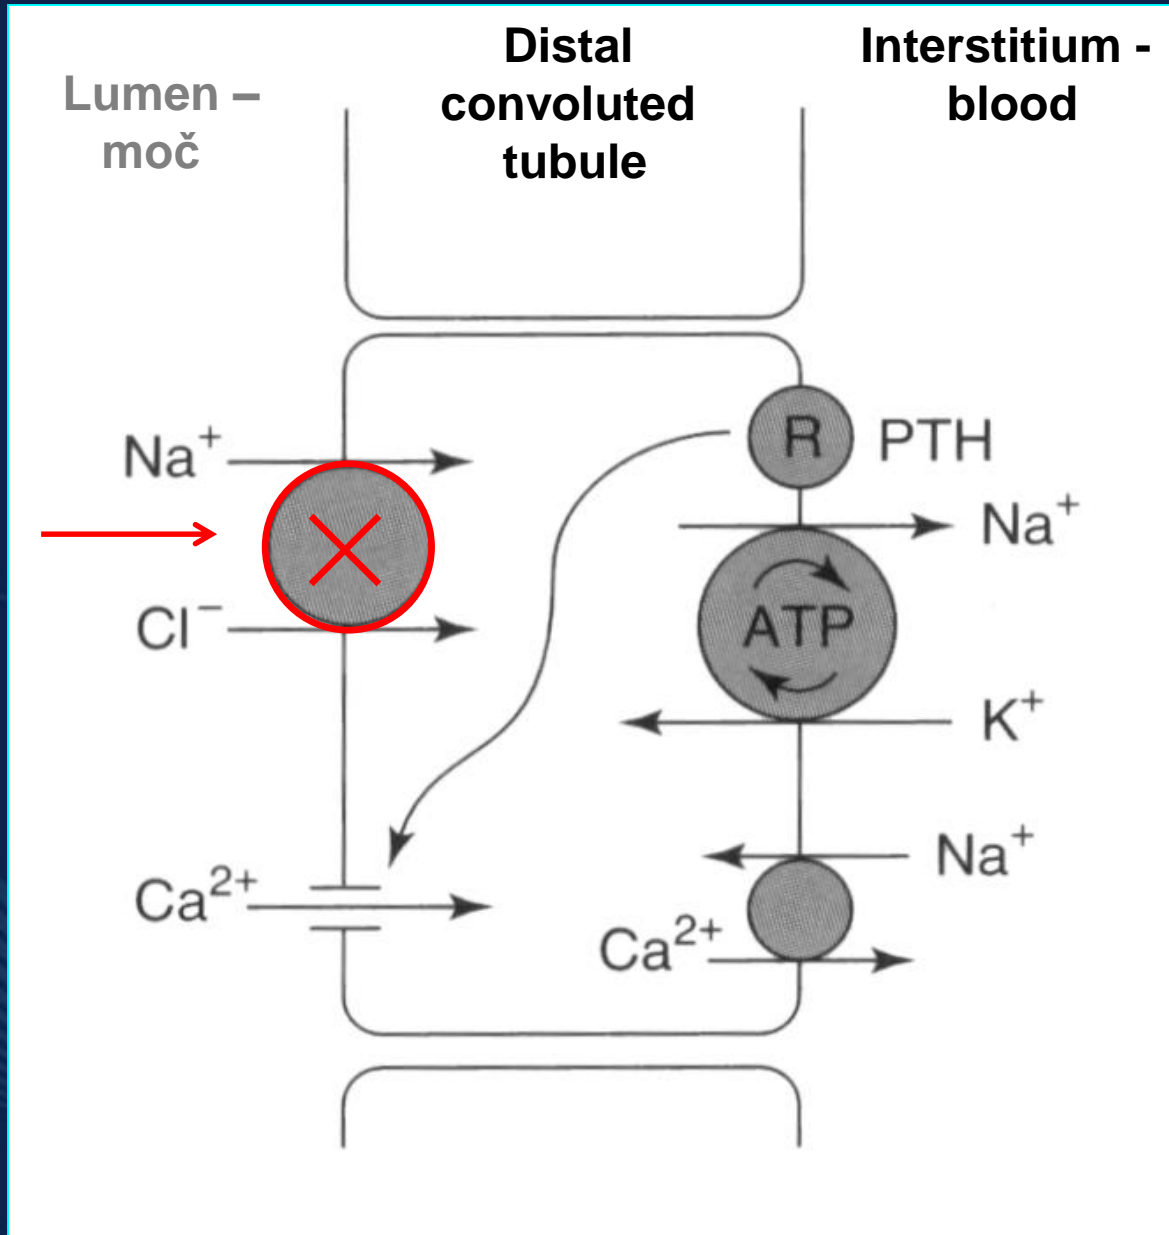 Lumen –
moč
Distal
convoluted
tubule
Interstitium -
blood
Na⁺
Cl⁻
Ca²⁺
R
PTH
Na⁺
ATP
K⁺
Na⁺
Ca²⁺